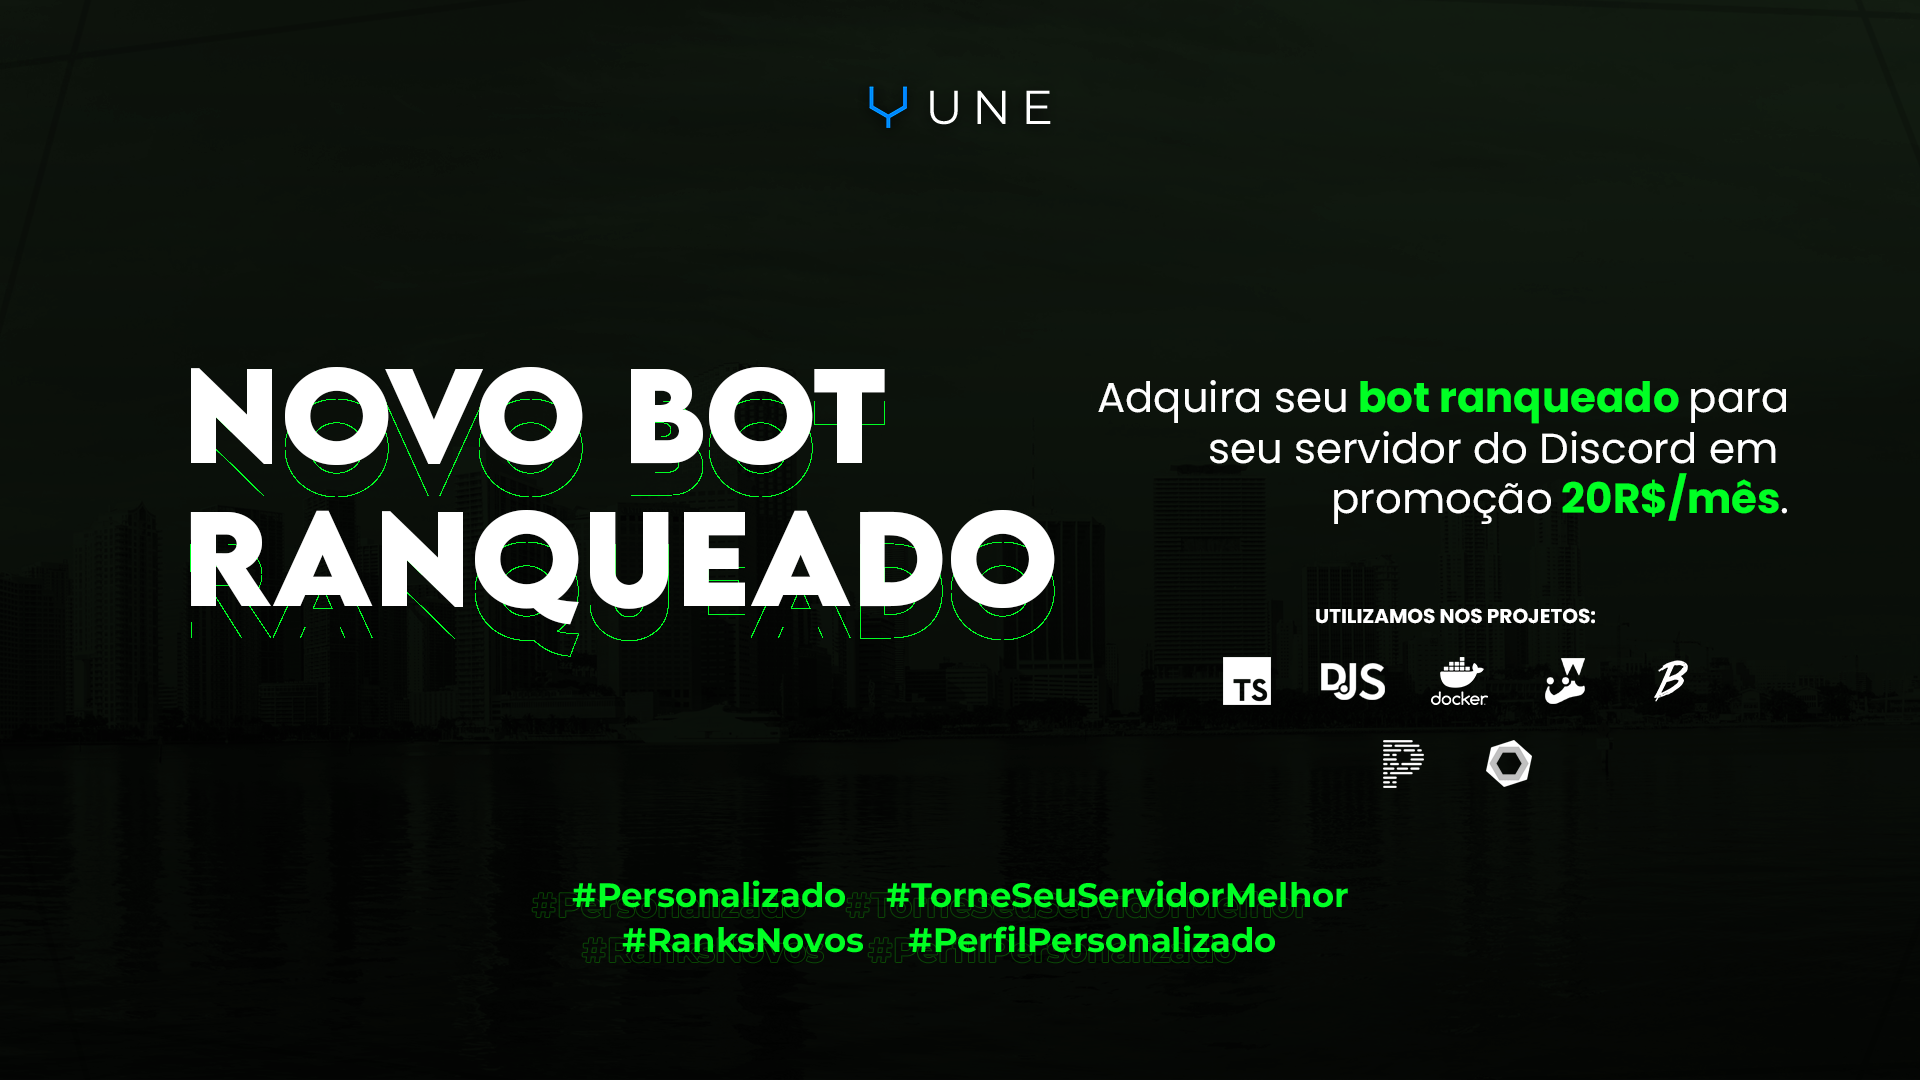 YUNE
NOVO BOT
RANQUEADO
Adquira seu bot ranqueado para
seu servidor do Discord em
promoção 20R$/mês.
UTILIZAMOS NOS PROJETOS:
TS DJS docker B
P
#Personalizado #TorneSeuServidorMelhor
#RanksNovos #PerfilPersonalizado